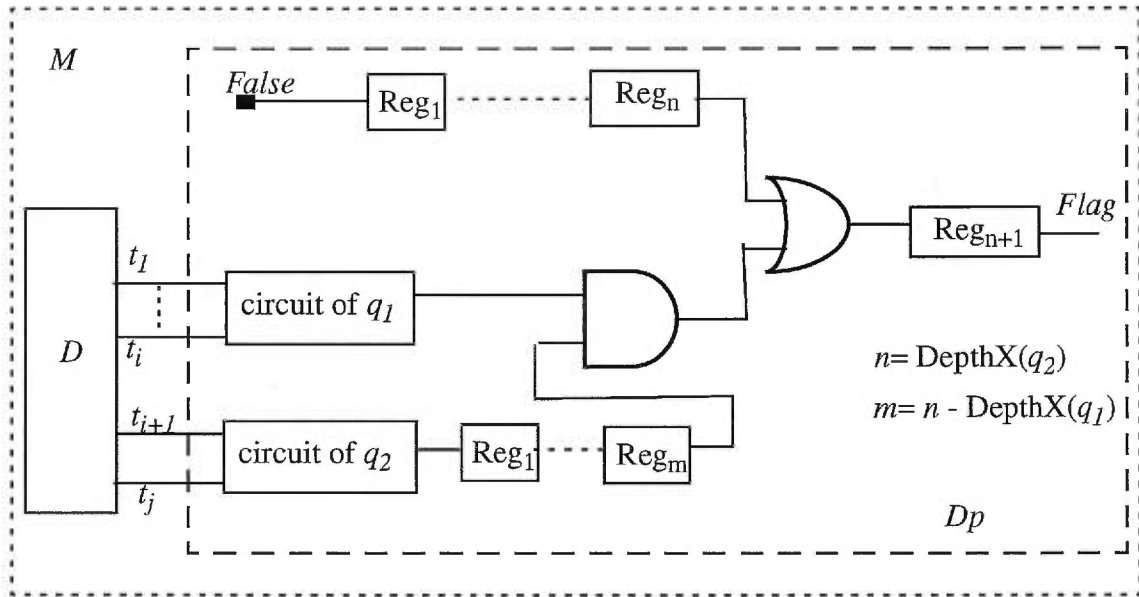 M
False
Reg1
Regn
Flag
Regn+1
t1
circuit of q1
ti
D
n= DepthX(q2)
m= n - DepthX(q1)
ti+1
circuit of q2
Reg1
Regm
tj
Dp